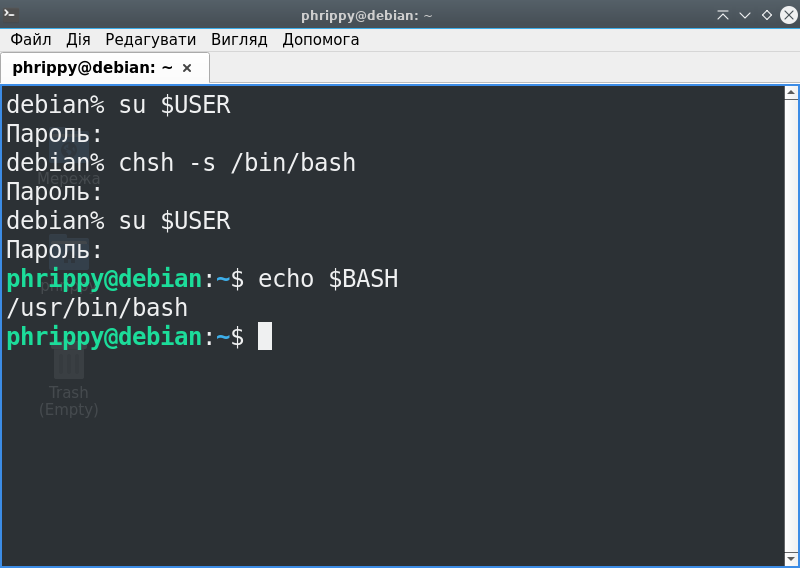 phrippy@debian: ~
Файл Дія Редагувати Вигляд Допомога
phrippy@debian: ~
debian% su $USER
Пароль:
debian% chsh -s /bin/bash
Мережа
Пароль:
debian% su $USER
Пароль:
phrippy@debian:~$ echo $BASH
/usr/bin/bash
phrippy@debian:~$
Trash
(Empty)